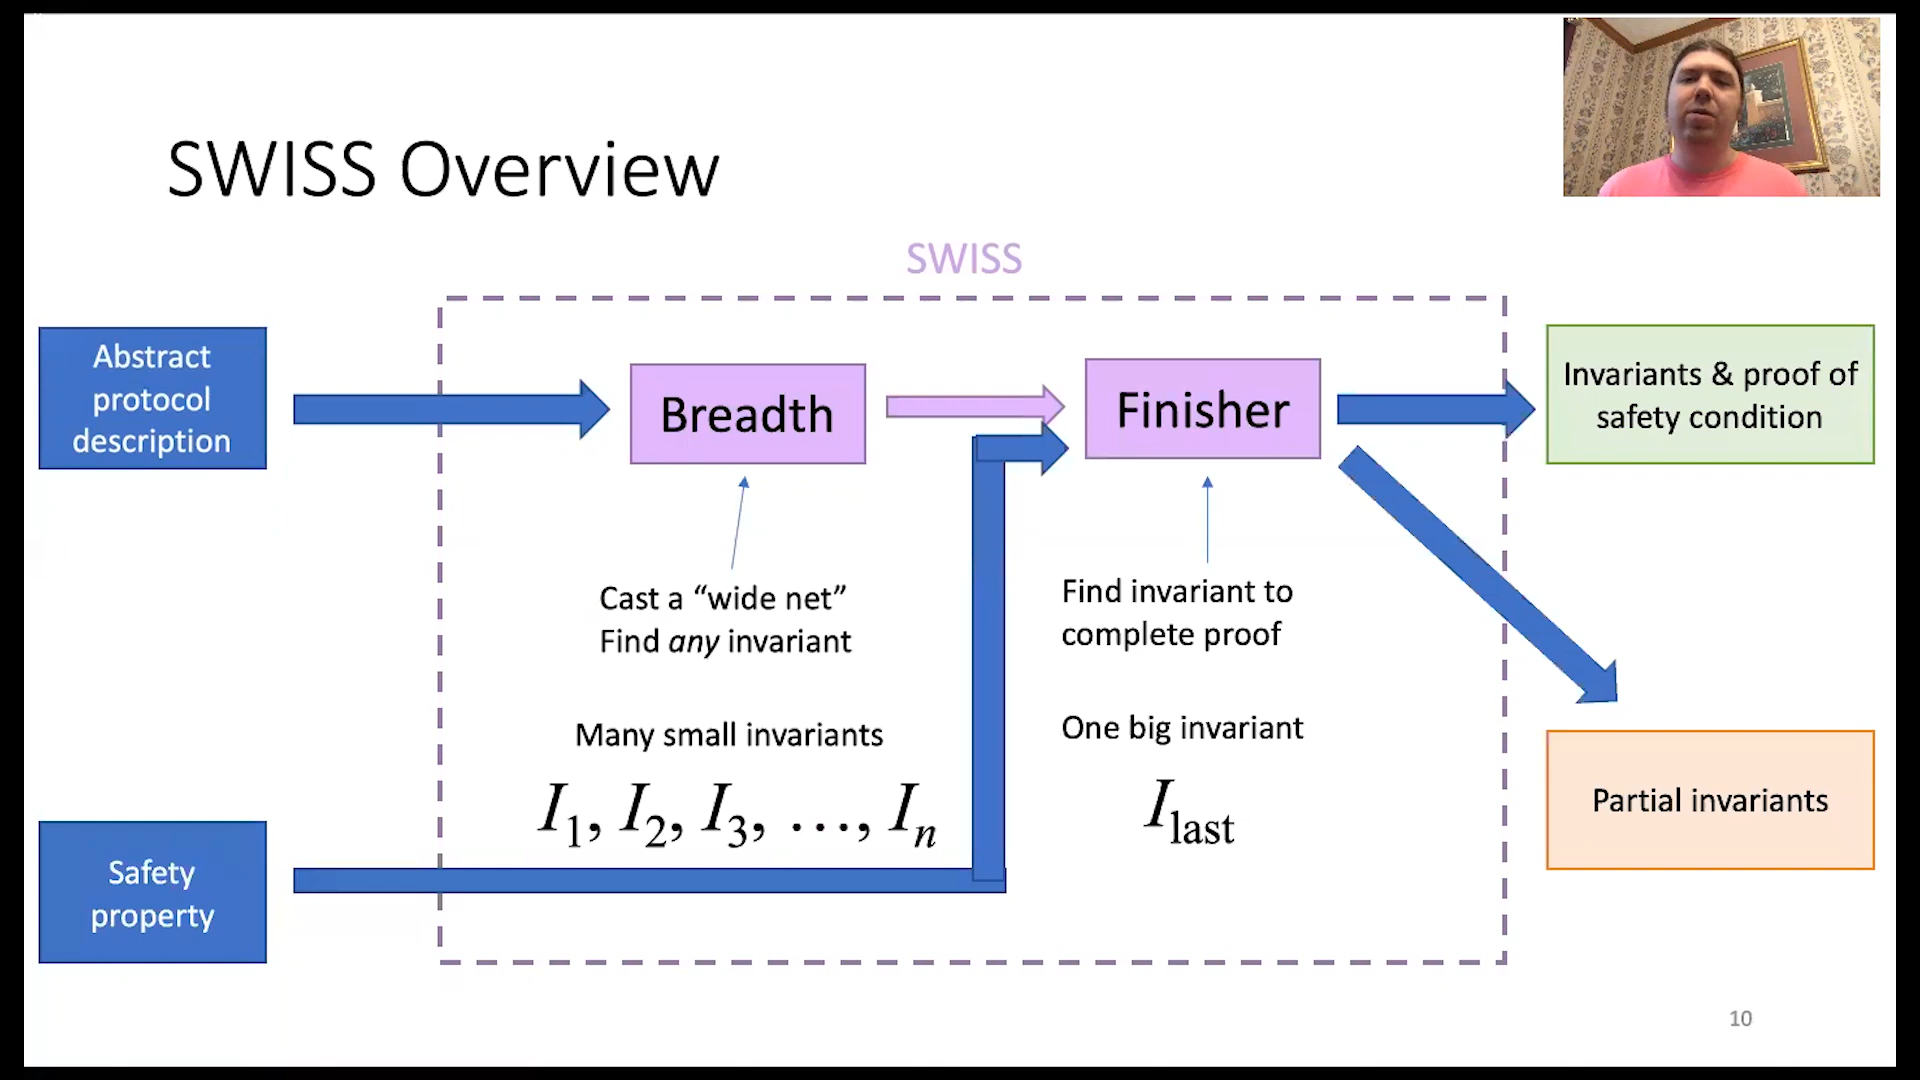 SWISS Overview
SWISS
Abstract
protocol
description
Breadth
Finisher
Invariants & proof of
safety condition
Cast a “wide net”
Find any invariant
Find invariant to
complete proof
Many small invariants
One big invariant
I1, I2, I3, …, In
Ilast
Partial invariants
Safety
property
10